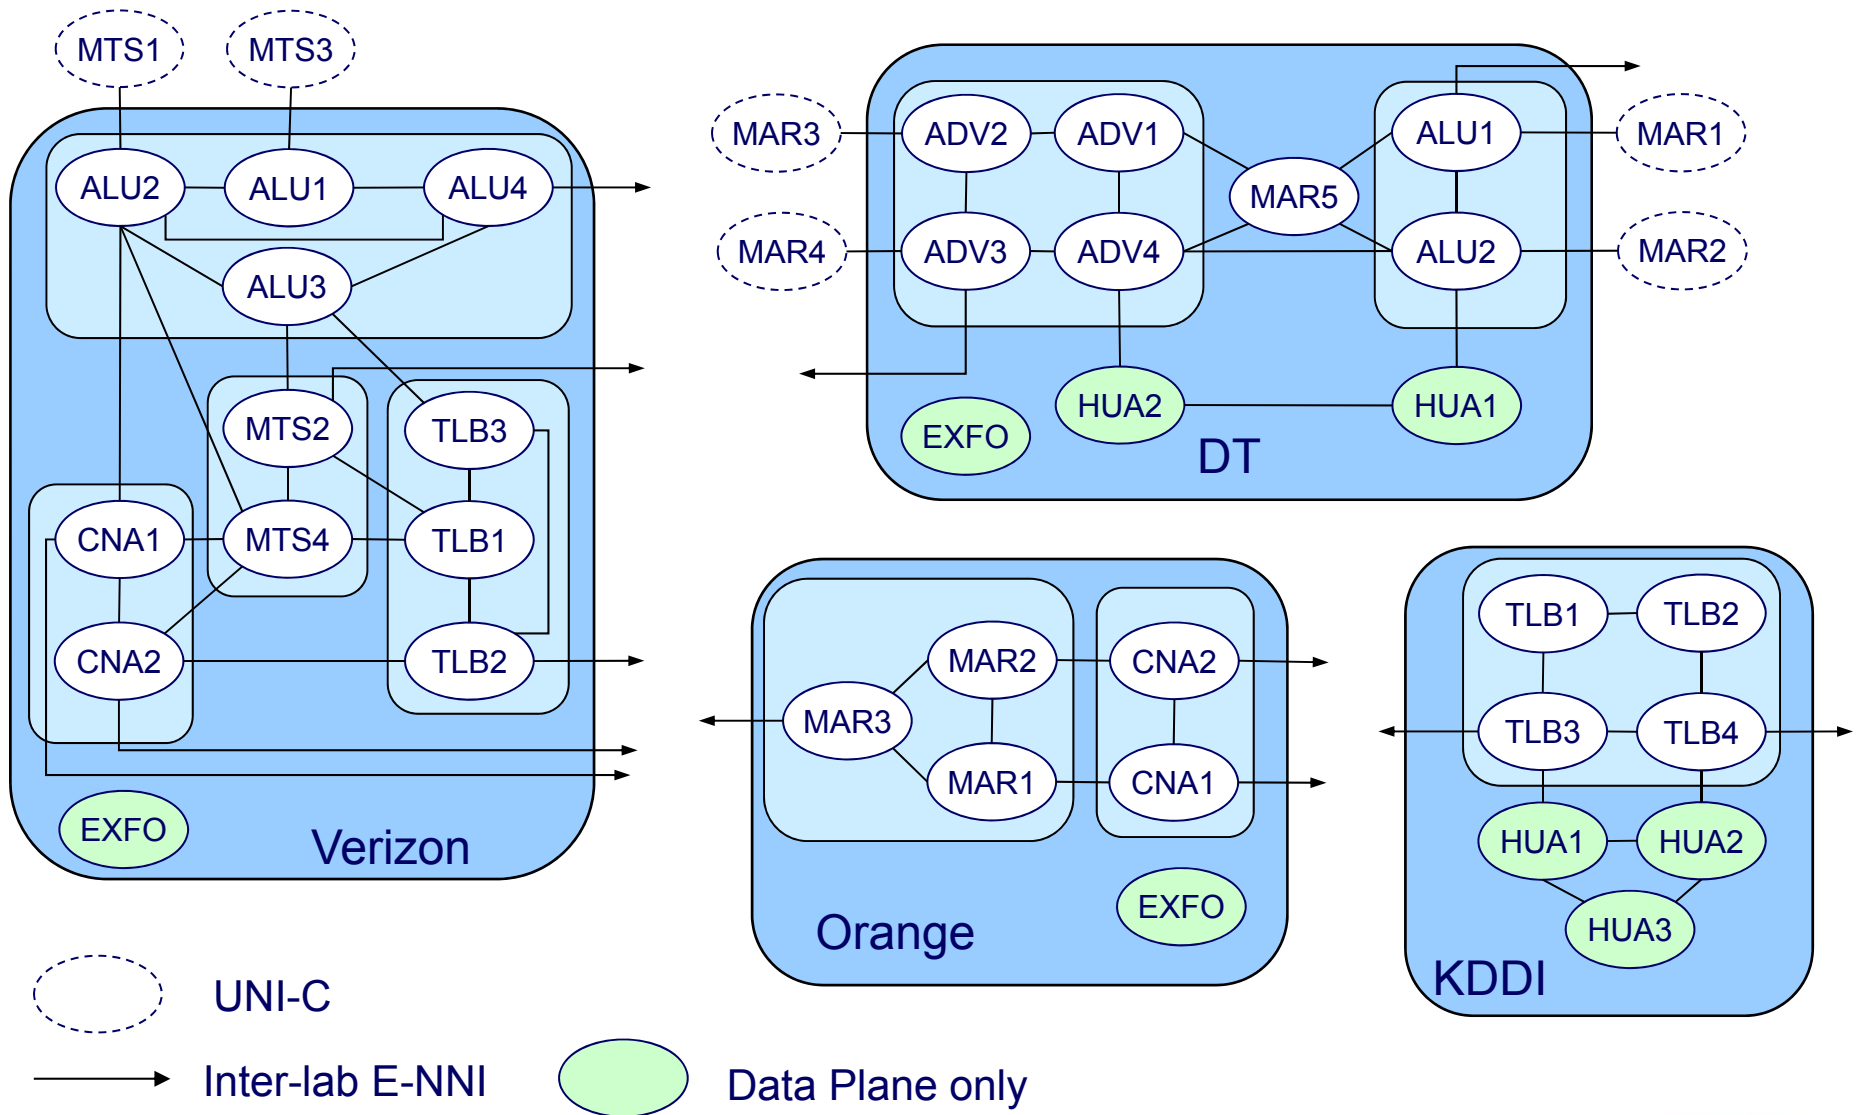 MTS1
MTS3
ALU2
ALU1
ALU4
ALU3
MTS2
TLB3
CNA1
MTS4
TLB1
CNA2
TLB2
EXFO
Verizon
MAR3
ADV2
ADV1
ALU1
MAR1
MAR5
MAR4
ADV3
ADV4
ALU2
MAR2
HUA2
HUA1
EXFO
DT
MAR2
CNA2
MAR3
MAR1
CNA1
EXFO
Orange
TLB1
TLB2
TLB3
TLB4
HUA1
HUA2
HUA3
KDDI
UNI-C
Inter-lab E-NNI
Data Plane only